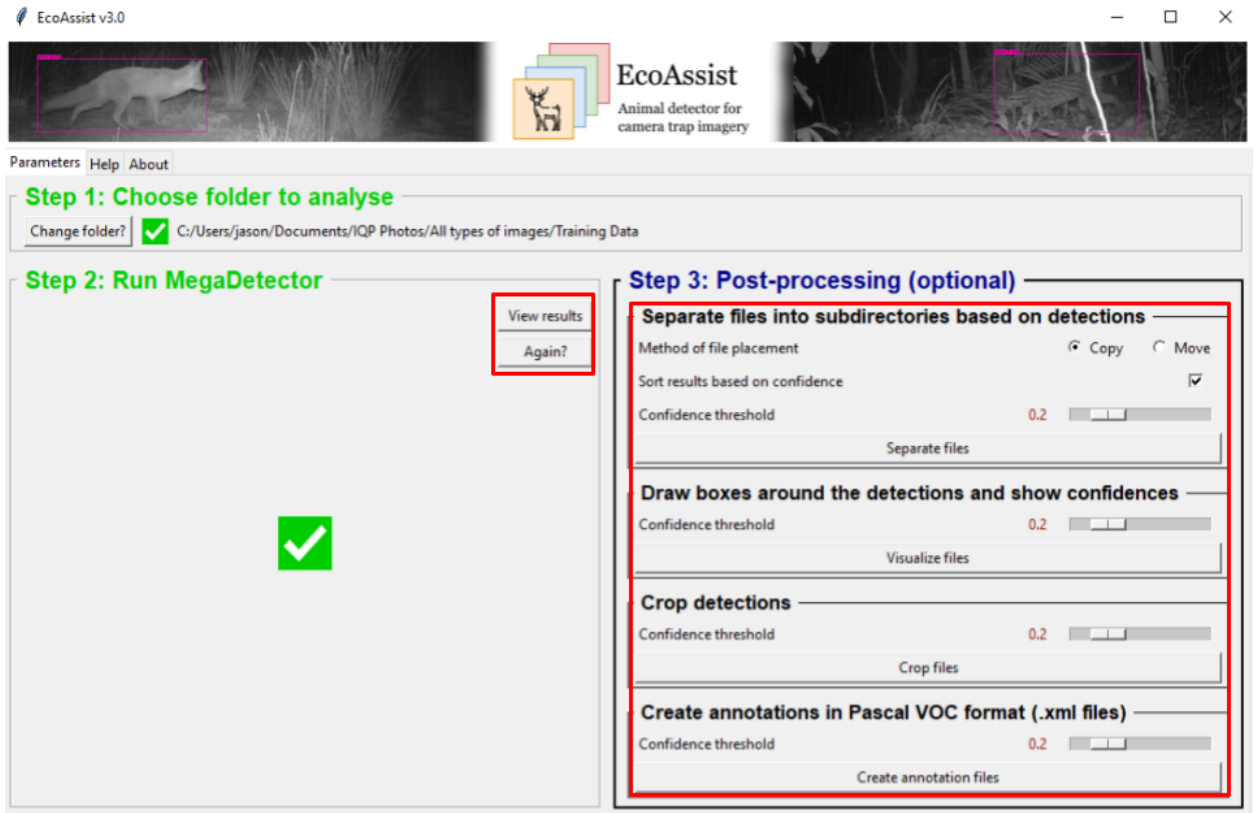 EcoAssist v3.0
EcoAssist
Animal detector for
camera trap imagery
Parameters Help About
Step 1: Choose folder to analyse
Change folder? C:/Users/jason/Documents/IQP Photos/All types of images/Training Data
Step 2: Run MegaDetector
View results
Again?
Step 3: Post-processing (optional)
Separate files into subdirectories based on detections
Method of file placement Copy Move
Sort results based on confidence
Confidence threshold 0.2
Separate files
Draw boxes around the detections and show confidences
Confidence threshold 0.2
Visualize files
Crop detections
Confidence threshold 0.2
Crop files
Create annotations in Pascal VOC format (.xml files)
Confidence threshold 0.2
Create annotation files